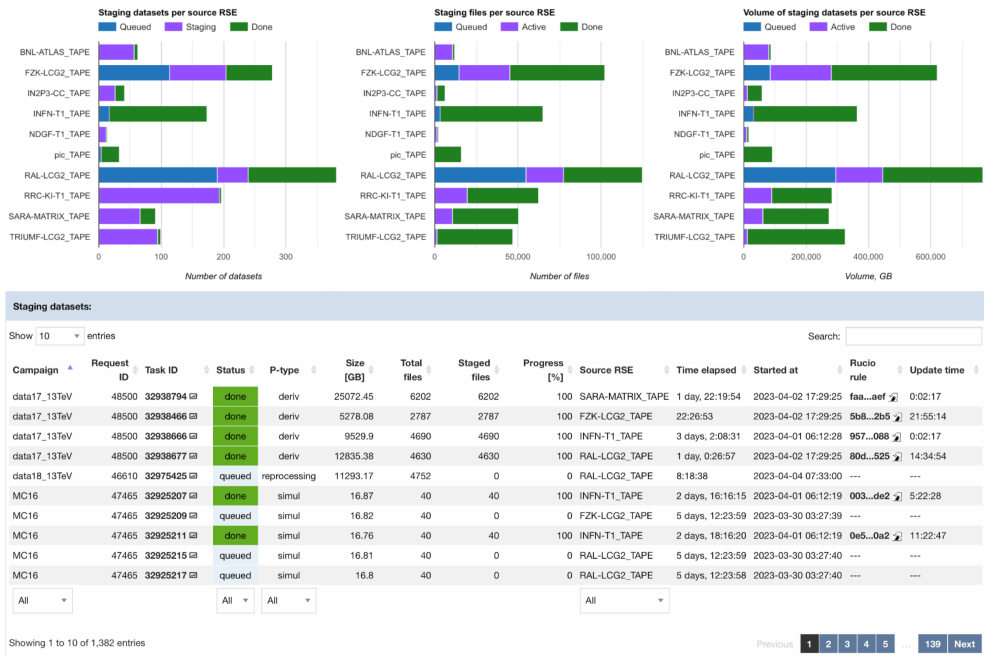 Staging datasets per source RSE
Queued Staging Done
BNL-ATLAS_TAPE
FZK-LCG2_TAPE
IN2P3-CC_TAPE
INFN-T1_TAPE
NDGF-T1_TAPE
pic_TAPE
RAL-LCG2_TAPE
RRC-KI-T1_TAPE
SARA-MATRIX_TAPE
TRIUMF-LCG2_TAPE
0 100 200 300
Number of datasets
Staging files per source RSE
Queued Active Done
BNL-ATLAS_TAPE
FZK-LCG2_TAPE
IN2P3-CC_TAPE
INFN-T1_TAPE
NDGF-T1_TAPE
pic_TAPE
RAL-LCG2_TAPE
RRC-KI-T1_TAPE
SARA-MATRIX_TAPE
TRIUMF-LCG2_TAPE
0 50,000 100,000
Number of files
Volume of staging datasets per source RSE
Queued Active Done
BNL-ATLAS_TAPE
FZK-LCG2_TAPE
IN2P3-CC_TAPE
INFN-T1_TAPE
NDGF-T1_TAPE
pic_TAPE
RAL-LCG2_TAPE
RRC-KI-T1_TAPE
SARA-MATRIX_TAPE
TRIUMF-LCG2_TAPE
0 200,000 400,000 600,000
Volume, GB
Staging datasets:
Show 10 entries Search:
Campaign Request ID Task ID Status P-type Size [GB] Total files Staged files Progress [%] Source RSE Time elapsed Started at Rucio rule Update time
data17_13TeV 48500 32938794 done deriv 25072.45 6202 6202 100 SARA-MATRIX_TAPE 1 day, 22:19:54 2023-04-02 17:29:25 faa...aef 0:02:17
data17_13TeV 48500 32938466 done deriv 5278.08 2787 2787 100 FZK-LCG2_TAPE 22:26:53 2023-04-02 17:29:25 5b8...2b5 21:55:14
data17_13TeV 48500 32938666 done deriv 9529.9 4690 4690 100 INFN-T1_TAPE 3 days, 2:08:31 2023-04-01 06:12:28 957...088 0:02:17
data17_13TeV 48500 32938677 done deriv 12835.38 4630 4630 100 RAL-LCG2_TAPE 1 day, 0:26:57 2023-04-02 17:29:25 80d...525 14:34:54
data18_13TeV 46610 32975425 queued reprocessing 11293.17 4752 0 0 RAL-LCG2_TAPE 8:18:38 2023-04-04 07:33:00 --- ---
MC16 47465 32925207 done simul 16.87 40 40 100 INFN-T1_TAPE 2 days, 16:16:15 2023-04-01 06:12:19 003...de2 5:22:28
MC16 47465 32925209 queued simul 16.82 40 0 0 FZK-LCG2_TAPE 5 days, 12:23:59 2023-03-30 03:27:39 --- ---
MC16 47465 32925211 done simul 16.76 40 40 100 INFN-T1_TAPE 2 days, 18:16:20 2023-04-01 06:12:19 0e5...0a2 11:22:47
MC16 47465 32925215 queued simul 16.81 40 0 0 RAL-LCG2_TAPE 5 days, 12:23:59 2023-03-30 03:27:40 --- ---
MC16 47465 32925217 queued simul 16.8 40 0 0 RAL-LCG2_TAPE 5 days, 12:23:58 2023-03-30 03:27:40 --- ---
All All All All
Showing 1 to 10 of 1,382 entries Previous 1 2 3 4 5 ... 139 Next